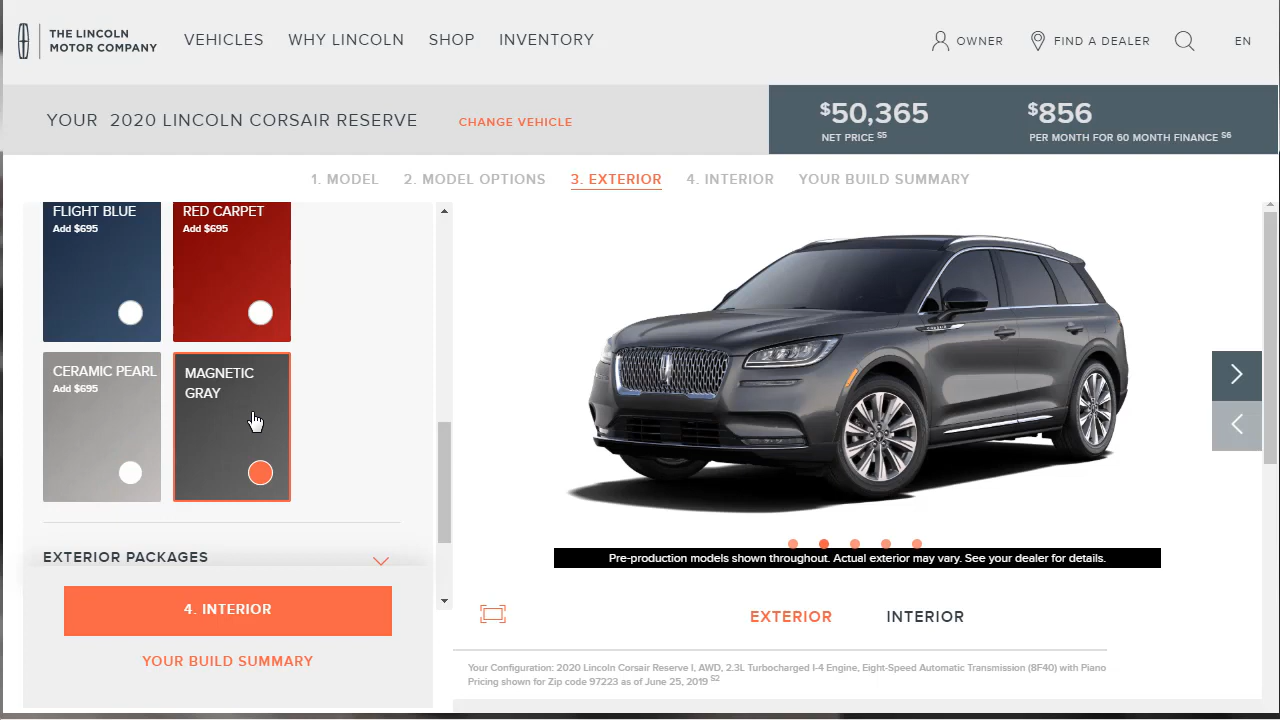 THE LINCOLN
MOTOR COMPANY
VEHICLES WHY LINCOLN SHOP INVENTORY
OWNER FIND A DEALER EN
YOUR 2020 LINCOLN CORSAIR RESERVE CHANGE VEHICLE
$50,365
NET PRICE S5
$856
PER MONTH FOR 60 MONTH FINANCE S6
1. MODEL 2. MODEL OPTIONS 3. EXTERIOR 4. INTERIOR YOUR BUILD SUMMARY
FLIGHT BLUE
Add $695
RED CARPET
Add $695
CERAMIC PEARL
Add $695
MAGNETIC
GRAY
EXTERIOR PACKAGES
4. INTERIOR
YOUR BUILD SUMMARY
CORSAIR
Pre-production models shown throughout. Actual exterior may vary. See your dealer for details.
EXTERIOR INTERIOR
Your Configuration: 2020 Lincoln Corsair Reserve I, AWD, 2.3L Turbocharged I-4 Engine, Eight-Speed Automatic Transmission (8F40) with Piano
Pricing shown for Zip code 97223 as of June 25, 2019 S2